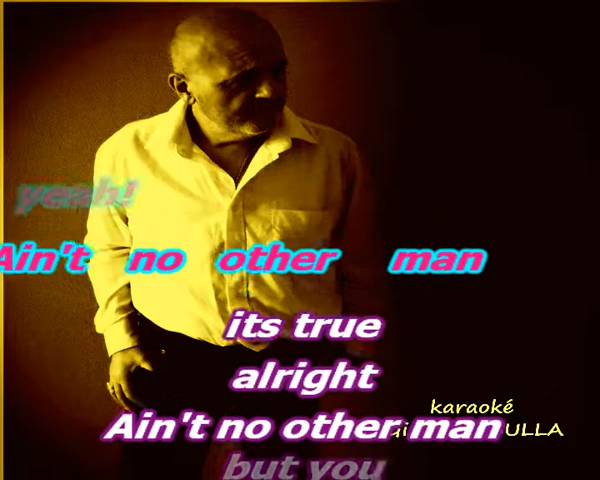 yeah!
Ain't no other man
its true
alright
karaoké
Ain't no other man
ULLA
but you